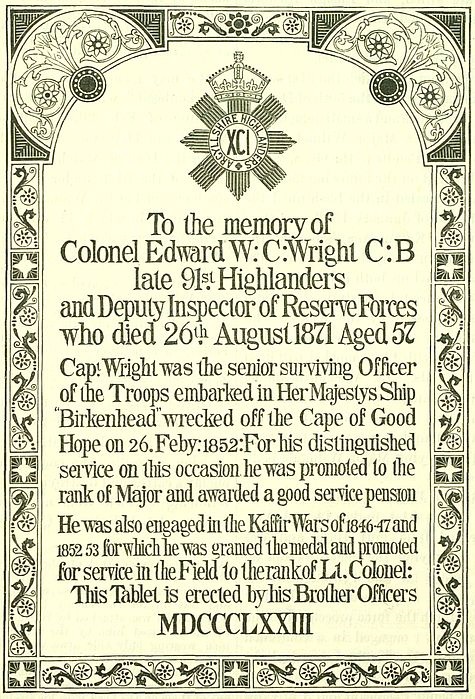 ARGYLLSHIRE HIGHLANDERS
XCI
To the memory of
Colonel Edward W: C: Wright C:B
late 91st Highlanders
and Deputy Inspector of Reserve Forces
who died 26th August 1871 Aged 57
Capt Wright was the senior surviving Officer
of the Troops embarked in Her Majestys Ship
"Birkenhead" wrecked off the Cape of Good
Hope on 26. Feby: 1852: For his distinguished
service on this occasion he was promoted to the
rank of Major and awarded a good service pension
He was also engaged in the Kaffir Wars of 1846-47 and
1852 53 for which he was granted the medal and promoted
for service in the Field to the rank of Lt. Colonel:
This Tablet is erected by his Brother Officers
MDCCCLXXIII